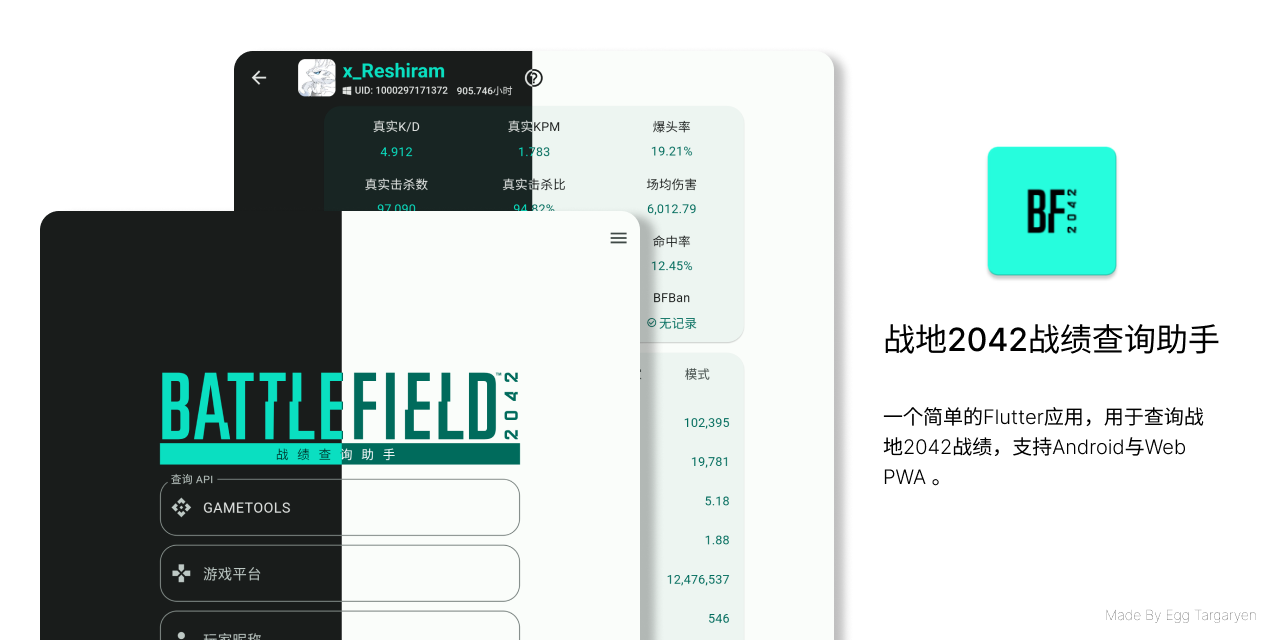 x_Reshiram
UID: 1000297171372 905.746小时
真实K/D 真实KPM 爆头率
4.912 1.783 19.21%
真实击杀数 真实击杀比 场均伤害
97,090 94.82% 6,012.79
命中率
12.45%
BFBan
无记录
模式
102,395
19,781
5.18
1.88
12,476,537
546
BATTLEFIELD™ 2042
战绩查询助手
查询 API
GAMETOOLS
游戏平台
玩家昵称
BF 2042
战地2042战绩查询助手
一个简单的Flutter应用，用于查询战
地2042战绩，支持Android与Web
PWA 。
Made By Egg Targaryen